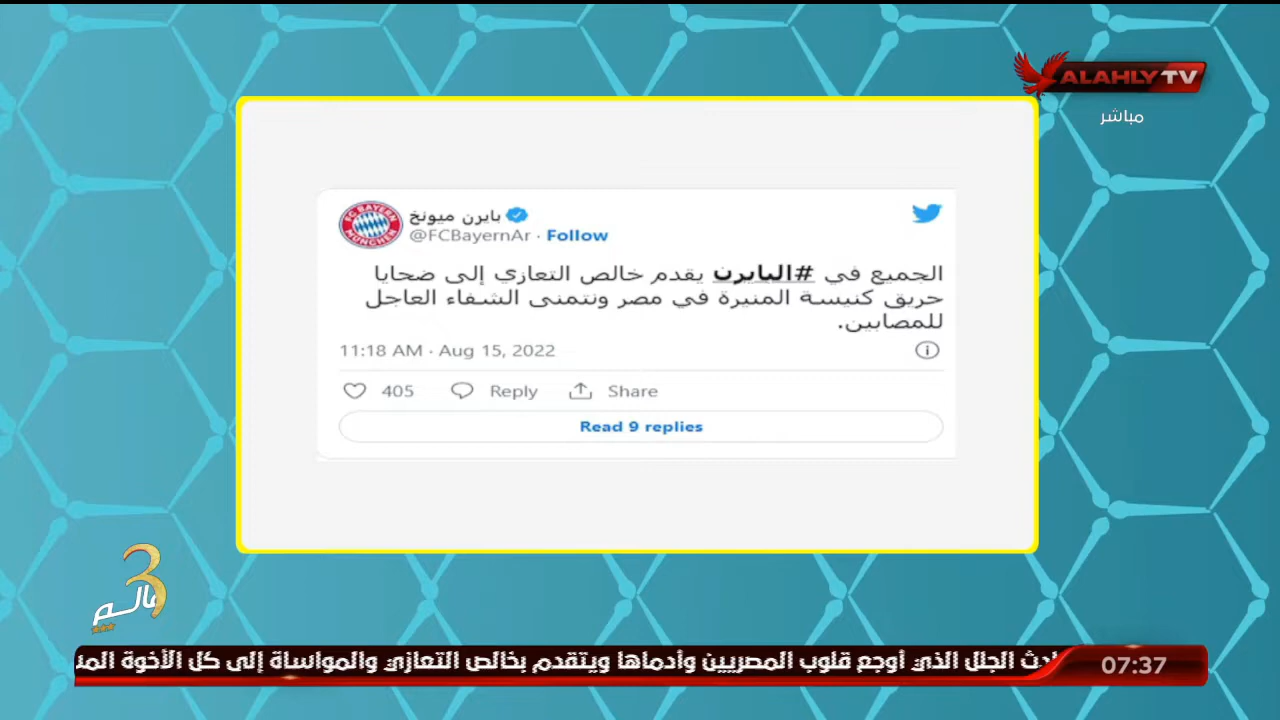 ALAHLY TV
مباشر
بايرن ميونخ
@FCBayernAr · Follow
الجميع في #البايرن يقدم خالص التعازي إلى ضحايا
حريق كنيسة المنيرة في مصر ونتمنى الشفاء العاجل
للمصابين.
11:18 AM · Aug 15, 2022
405 Reply Share
Read 9 replies
3
الجلل الذي أوجع قلوب المصريين وأدماها ويتقدم بخالص التعازي والمواساة إلى كل الأخوة
07:37